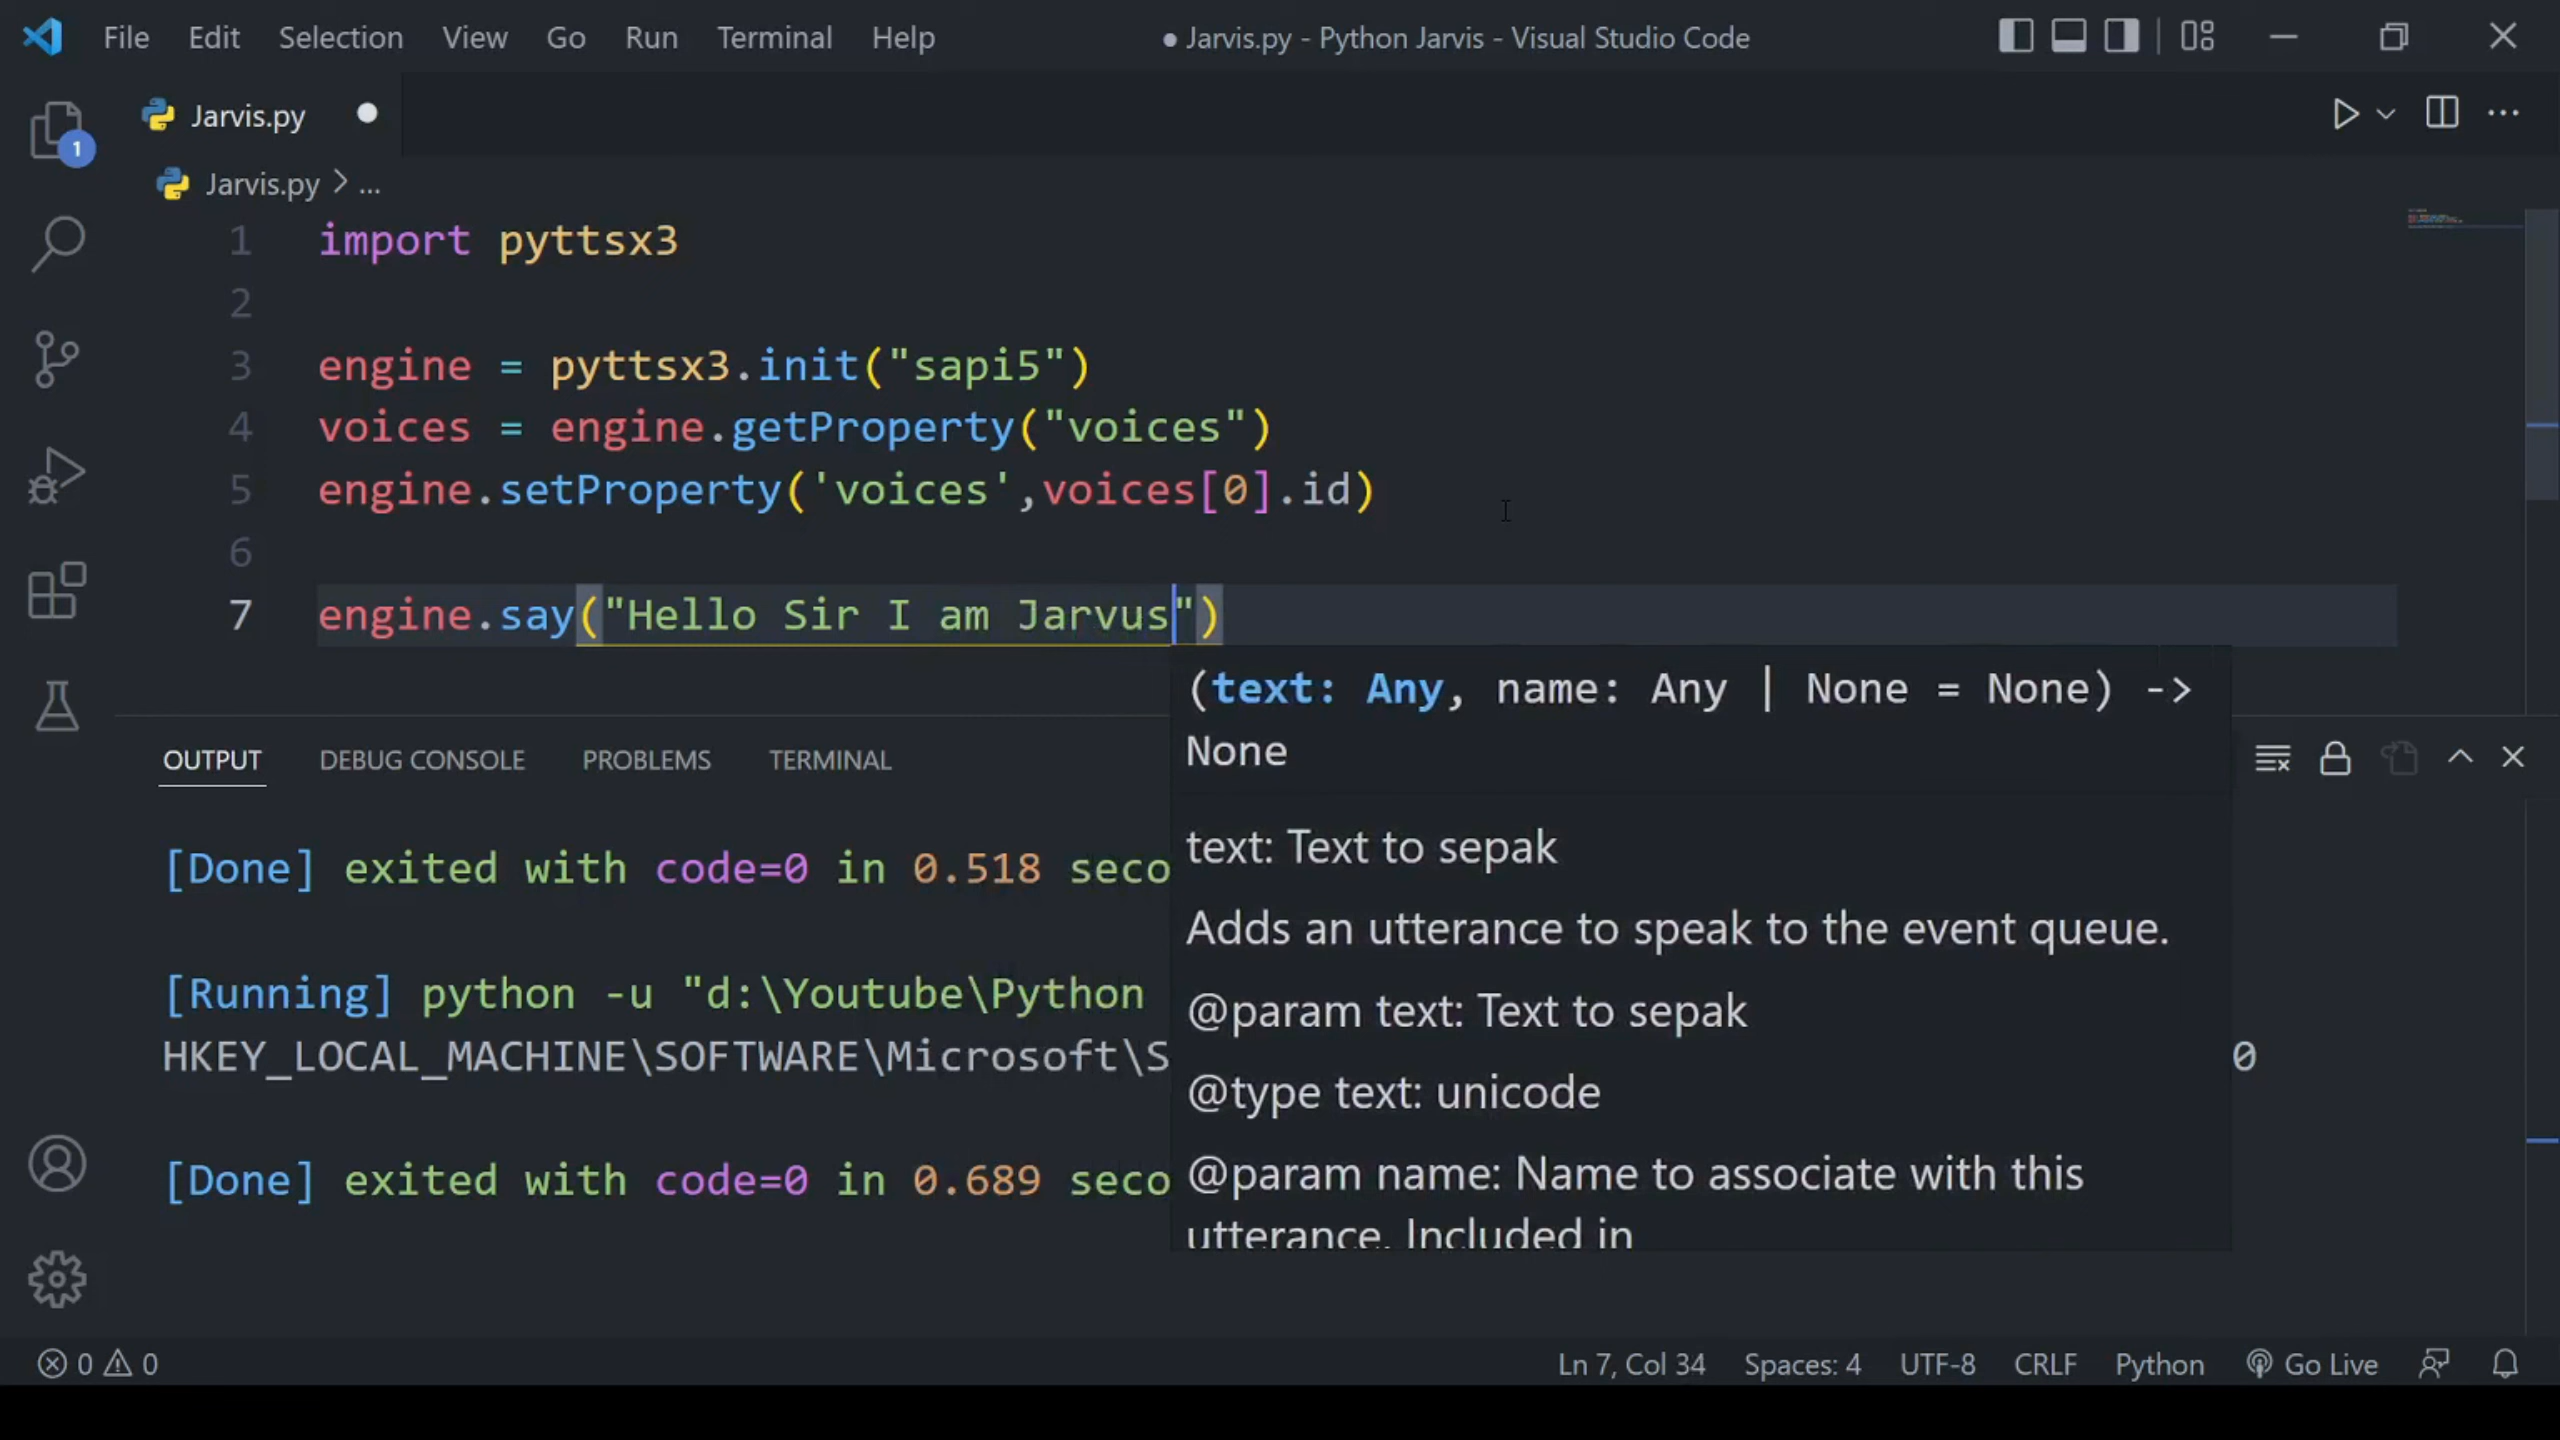 File Edit Selection View Go Run Terminal Help ● Jarvis.py - Python Jarvis - Visual Studio Code
Jarvis.py
1
Jarvis.py > ...
1 import pyttsx3
2
3 engine = pyttsx3.init("sapi5")
4 voices = engine.getProperty("voices")
5 engine.setProperty('voices',voices[0].id)
6
7 engine.say("Hello Sir I am Jarvus")
(text: Any, name: Any | None = None) ->
None
text: Text to sepak
Adds an utterance to speak to the event queue.
@param text: Text to sepak
@type text: unicode
@param name: Name to associate with this
utterance. Included in
OUTPUT DEBUG CONSOLE PROBLEMS TERMINAL
[Done] exited with code=0 in 0.518 seco
[Running] python -u "d:\Youtube\Python
HKEY_LOCAL_MACHINE\SOFTWARE\Microsoft\S 0
[Done] exited with code=0 in 0.689 seco
0 0 Ln 7, Col 34 Spaces: 4 UTF-8 CRLF Python Go Live